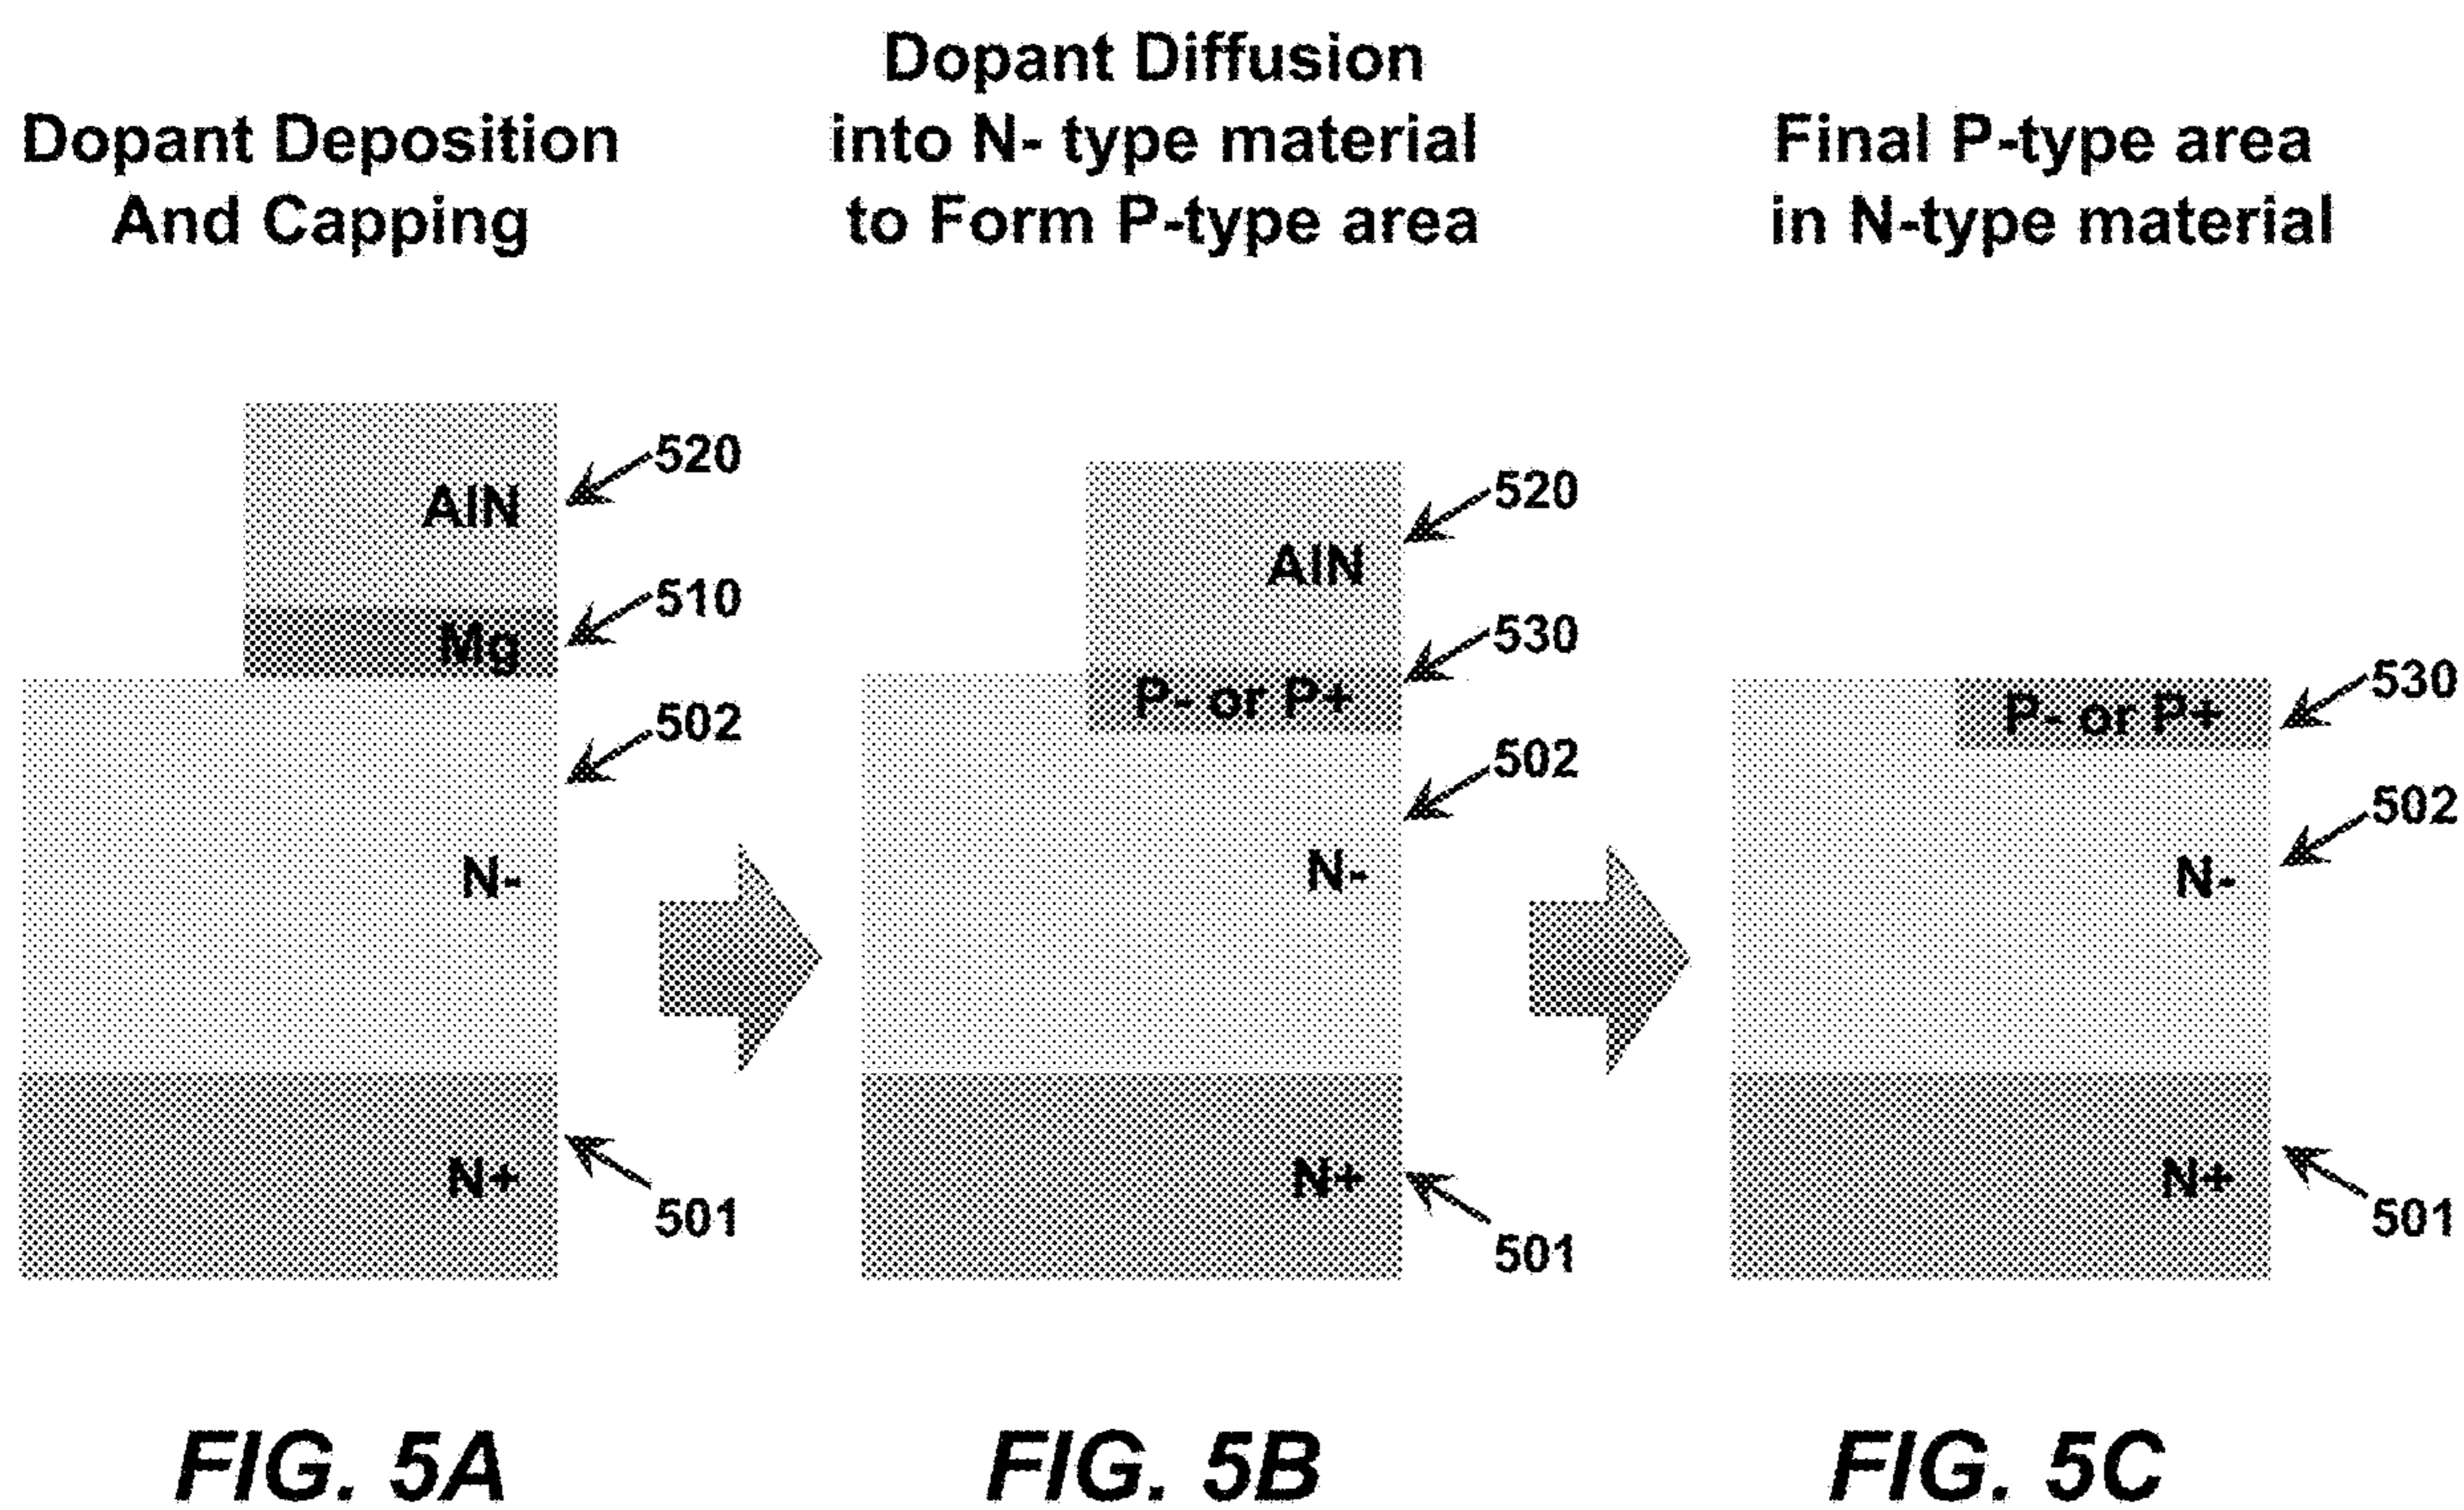 Dopant Deposition
And Capping
Dopant Diffusion
into N- type material
to Form P-type area
Final P-type area
in N-type material
520
AlN
510
Mg
502
N-
N+
501
520
AlN
530
P- or P+
502
N-
N+
501
530
P- or P+
502
N-
N+
501
FIG. 5A
FIG. 5B
FIG. 5C